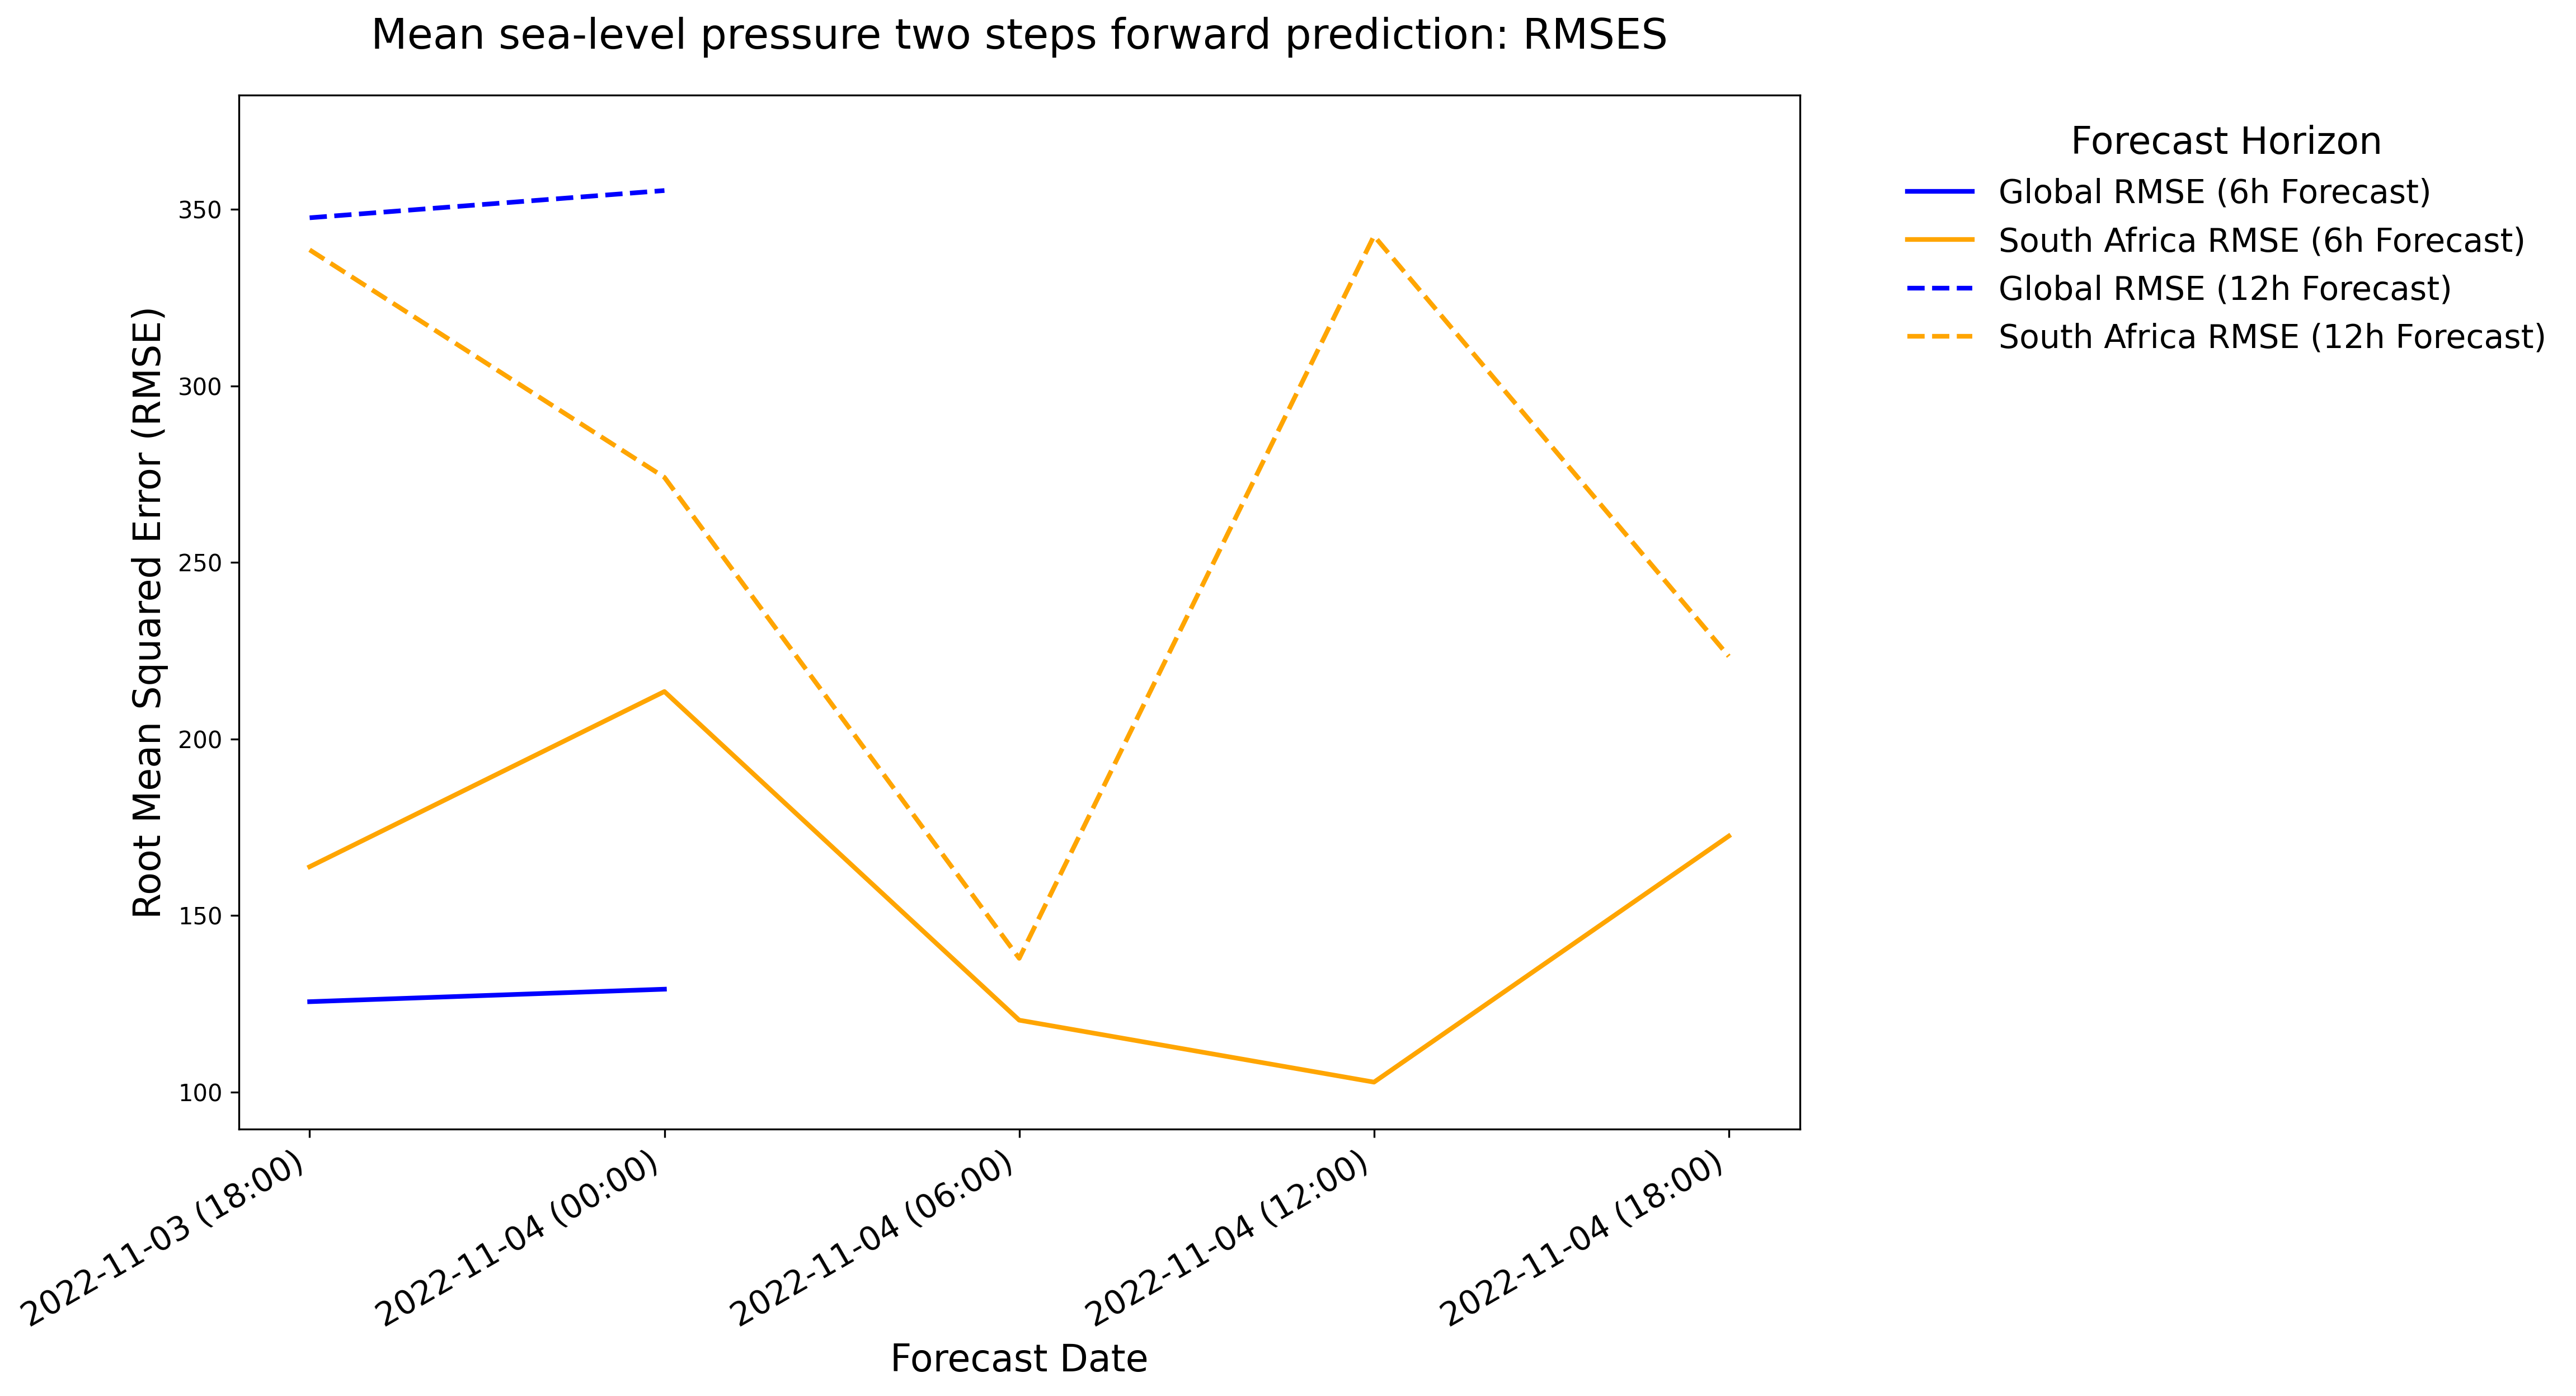 Mean sea-level pressure two steps forward prediction: RMSES
Root Mean Squared Error (RMSE)
350
300
250
200
150
100
2022-11-03 (18:00)
2022-11-04 (00:00)
2022-11-04 (06:00)
2022-11-04 (12:00)
2022-11-04 (18:00)
Forecast Date
Forecast Horizon
Global RMSE (6h Forecast)
South Africa RMSE (6h Forecast)
Global RMSE (12h Forecast)
South Africa RMSE (12h Forecast)